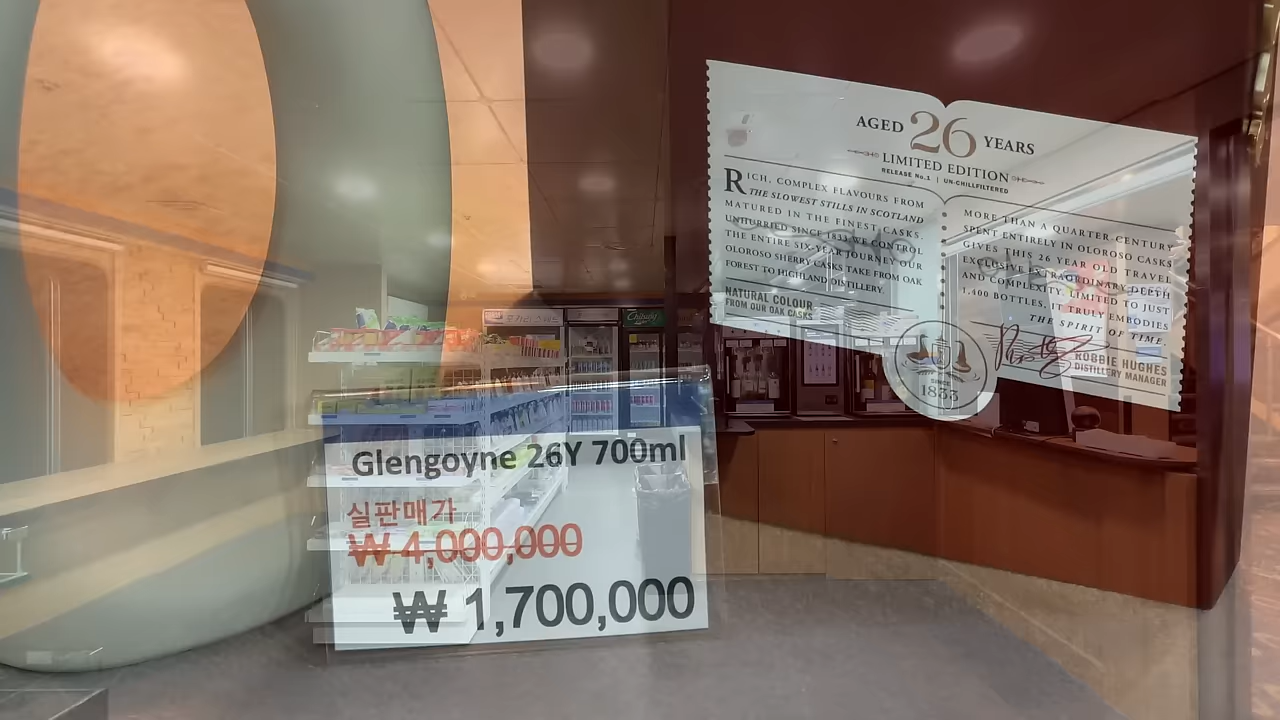 AGED 26 YEARS
LIMITED EDITION
RELEASE No.1 | UN-CHILLFILTERED
RICH, COMPLEX FLAVOURS FROM
THE SLOWEST STILLS IN SCOTLAND
MATURED IN THE FINEST CASKS.
UNHURRIED SINCE 1833 WE CONTROL
THE ENTIRE SIX-YEAR JOURNEY OUR
OLOROSO SHERRY CASKS TAKE FROM OAK
FOREST TO HIGHLAND DISTILLERY.
NATURAL COLOUR
FROM OUR OAK CASKS
MORE THAN A QUARTER CENTURY
SPENT ENTIRELY IN OLOROSO CASKS
GIVES THIS 26 YEAR OLD TRAVEL
EXCLUSIVE EXTRAORDINARY DEPTH
AND COMPLEXITY. LIMITED TO JUST
1,400 BOTTLES, IT TRULY EMBODIES
THE SPIRIT OF TIME.
ROBBIE HUGHES
DISTILLERY MANAGER
SINCE
1833
Chilsung
Glengoyne 26Y 700ml
실판매가
₩ 4,000,000
₩ 1,700,000